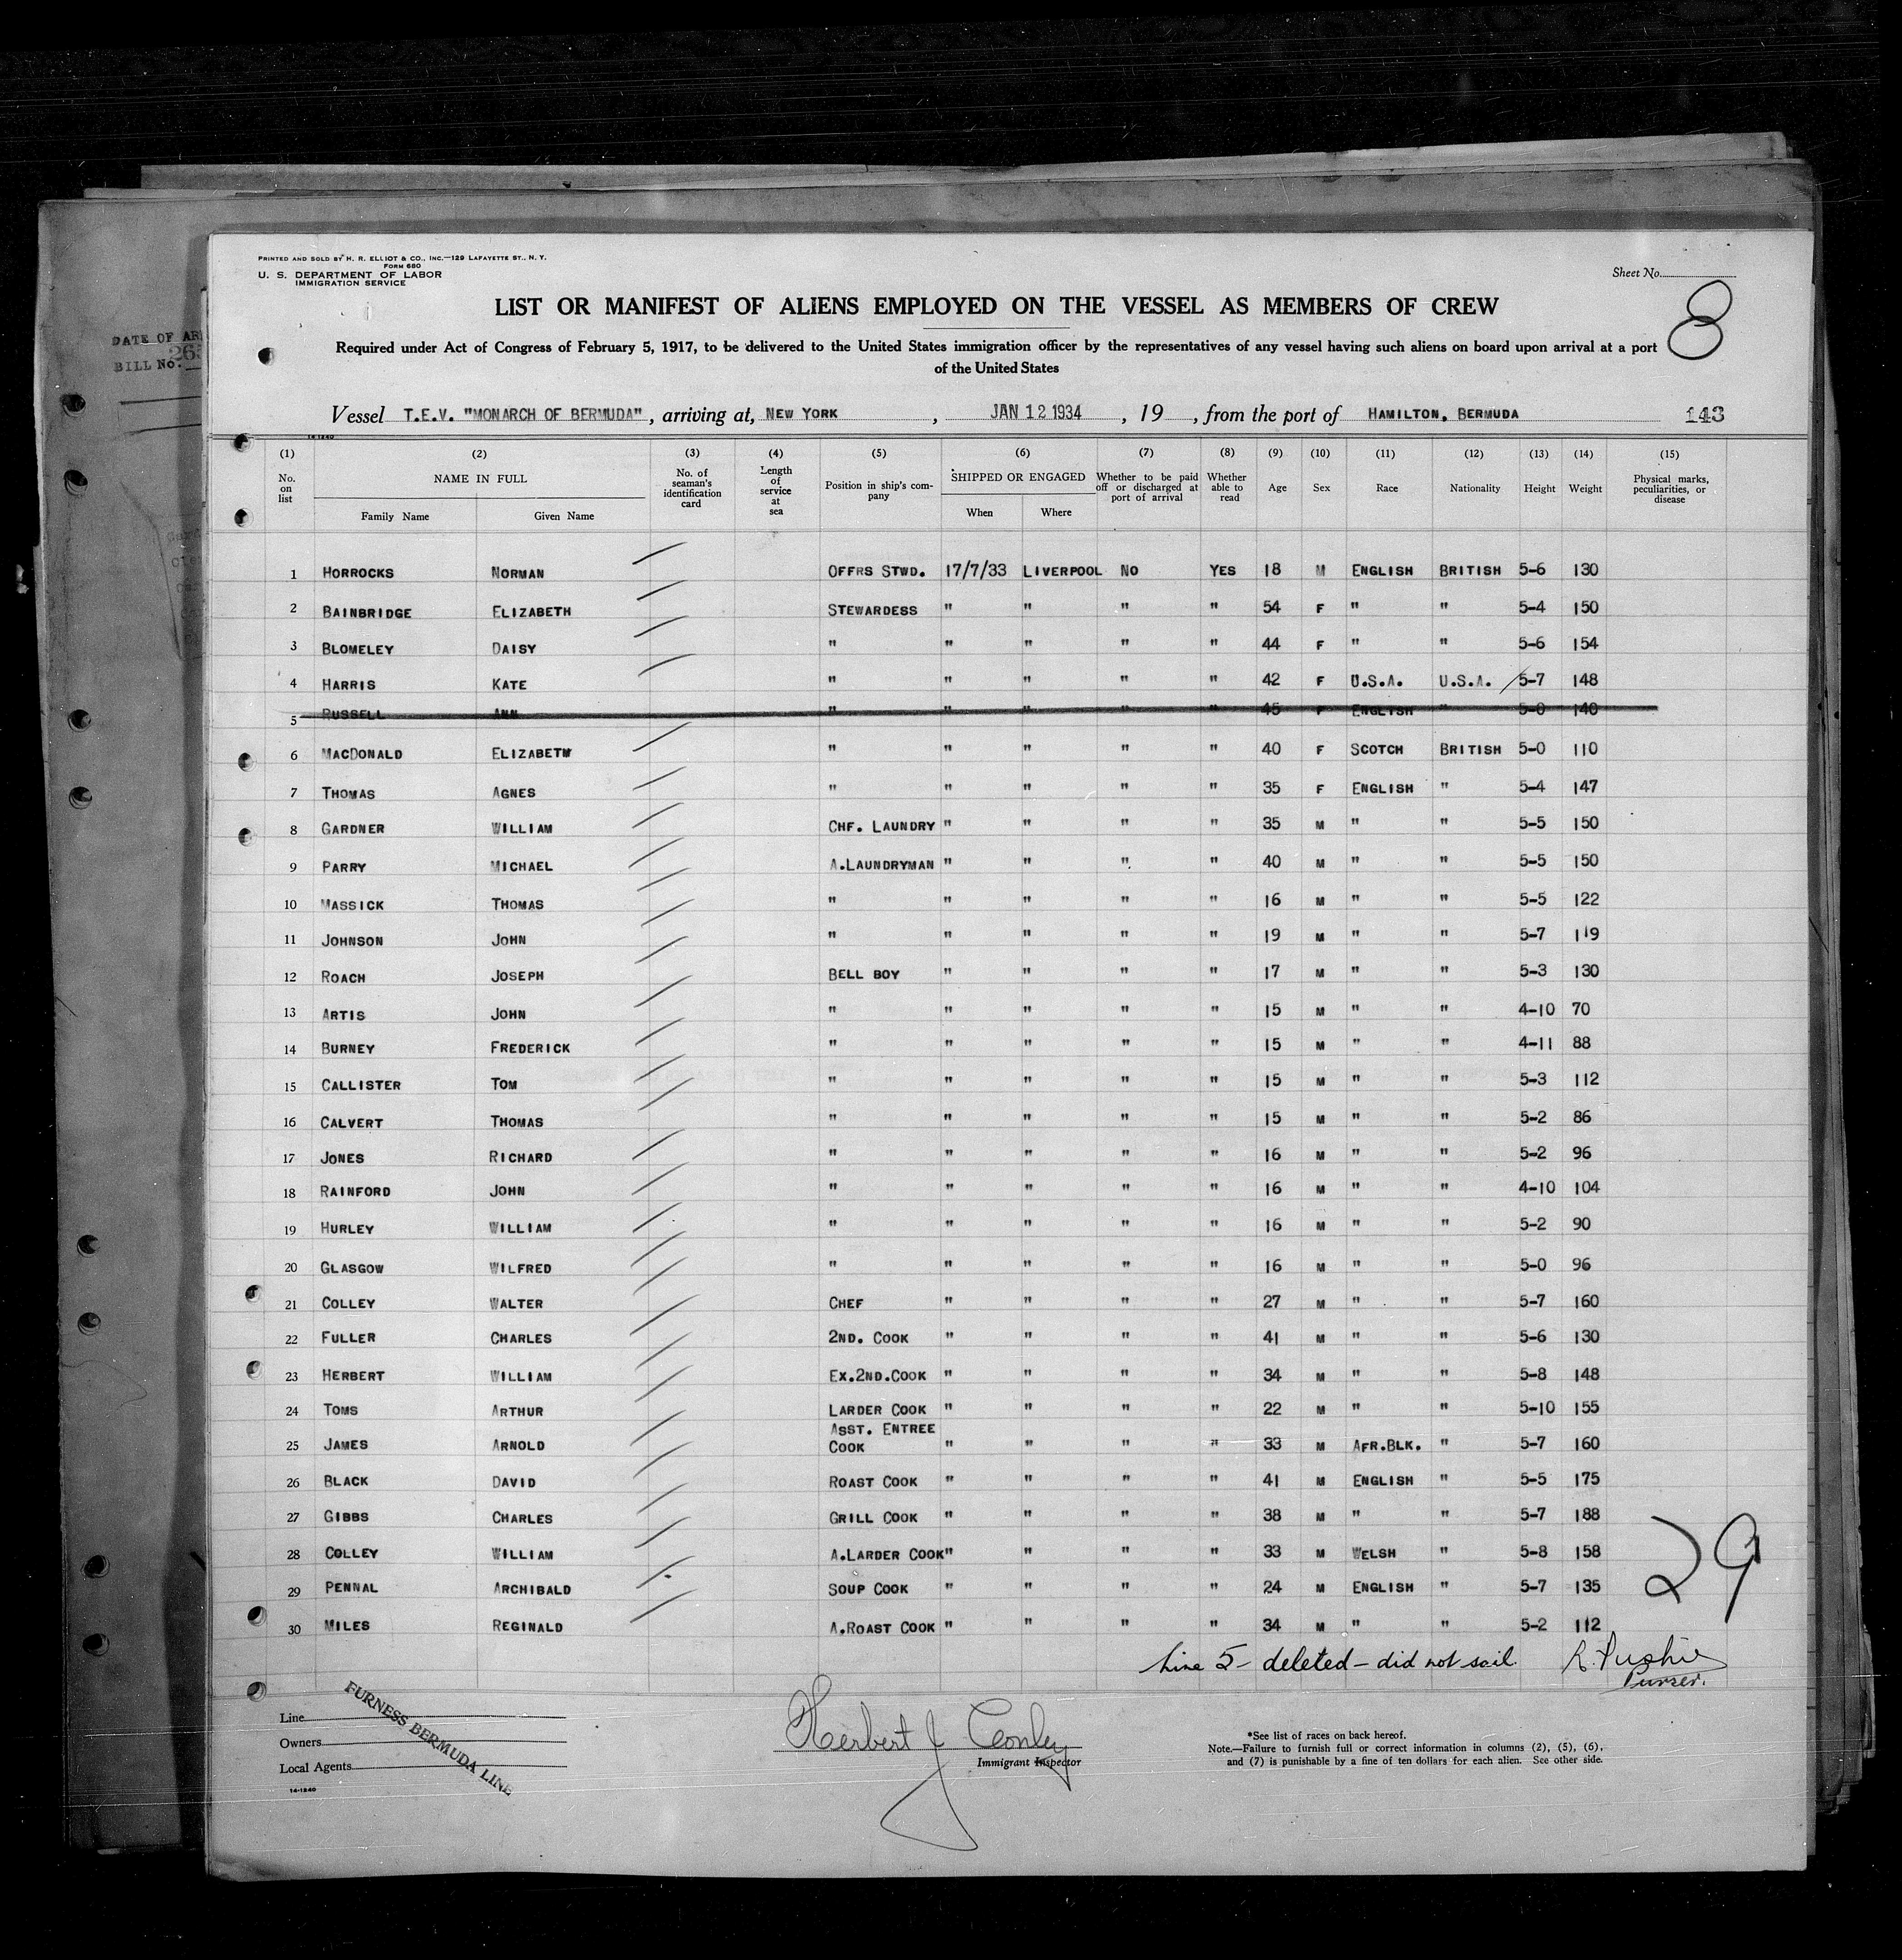 PRINTED AND SOLD BY H. R. ELLIOT & CO., INC.—129 LAFAYETTE ST., N. Y.
FORM 680
U. S. DEPARTMENT OF LABOR
IMMIGRATION SERVICE
Sheet No.
8
LIST OR MANIFEST OF ALIENS EMPLOYED ON THE VESSEL AS MEMBERS OF CREW
Required under Act of Congress of February 5, 1917, to be delivered to the United States immigration officer by the representatives of any vessel having such aliens on board upon arrival at a port
of the United States
DATE OF AR
BILL No.
Vessel T.E.V. "MONARCH OF BERMUDA", arriving at, NEW YORK, JAN 12 1934, 19 , from the port of HAMILTON, BERMUDA 143
14-1240
(1) (2) (3) (4) (5) (6) (7) (8) (9) (10) (11) (12) (13) (14) (15)
No. on list NAME IN FULL No. of seaman's identification card Length of service at sea Position in ship's company SHIPPED OR ENGAGED Whether to be paid off or discharged at port of arrival Whether able to read Age Sex Race Nationality Height Weight Physical marks, peculiarities, or disease
Family Name Given Name When Where
1 HORROCKS NORMAN OFFRS STWD. 17/7/33 LIVERPOOL NO YES 18 M ENGLISH BRITISH 5-6 130
2 BAINBRIDGE ELIZABETH STEWARDESS " " " " 54 F " " 5-4 150
3 BLOMELEY DAISY " " " " " 44 F " " 5-6 154
4 HARRIS KATE " " " " " 42 F U.S.A. U.S.A. 5-7 148
5 RUSSELL ANN " " " " " 45 F ENGLISH " 5-0 140
6 MACDONALD ELIZABETH " " " " " 40 F SCOTCH BRITISH 5-0 110
7 THOMAS AGNES " " " " " 35 F ENGLISH " 5-4 147
8 GARDNER WILLIAM CHF. LAUNDRY " " " " 35 M " " 5-5 150
9 PARRY MICHAEL A.LAUNDRYMAN " " " " 40 M " " 5-5 150
10 MASSICK THOMAS " " " " " 16 M " " 5-5 122
11 JOHNSON JOHN " " " " " 19 M " " 5-7 119
12 ROACH JOSEPH BELL BOY " " " " 17 M " " 5-3 130
13 ARTIS JOHN " " " " " 15 M " " 4-10 70
14 BURNEY FREDERICK " " " " " 15 M " " 4-11 88
15 CALLISTER TOM " " " " " 15 M " " 5-3 112
16 CALVERT THOMAS " " " " " 15 M " " 5-2 86
17 JONES RICHARD " " " " " 16 M " " 5-2 96
18 RAINFORD JOHN " " " " " 16 M " " 4-10 104
19 HURLEY WILLIAM " " " " " 16 M " " 5-2 90
20 GLASGOW WILFRED " " " " " 16 M " " 5-0 96
21 COLLEY WALTER CHEF " " " " 27 M " " 5-7 160
22 FULLER CHARLES 2ND. COOK " " " " 41 M " " 5-6 130
23 HERBERT WILLIAM EX.2ND.COOK " " " " 34 M " " 5-8 148
24 TOMS ARTHUR LARDER COOK " " " " 22 M " " 5-10 155
25 JAMES ARNOLD ASST. ENTREE COOK " " " " 33 M AFR.BLK. " 5-7 160
26 BLACK DAVID ROAST COOK " " " " 41 M ENGLISH " 5-5 175
27 GIBBS CHARLES GRILL COOK " " " " 38 M " " 5-7 188
28 COLLEY WILLIAM A.LARDER COOK " " " " 33 M WELSH " 5-8 158
29 PENNAL ARCHIBALD SOUP COOK " " " " 24 M ENGLISH " 5-7 135
30 MILES REGINALD A.ROAST COOK " " " " 34 M " " 5-2 112
29
Line 5 - deleted - did not sail.
Purser.
Line
Owners
Local Agents
FURNESS BERMUDA LINE
14-1240
Herbert J Conley
Immigrant Inspector
*See list of races on back hereof.
Note.—Failure to furnish full or correct information in columns (2), (5), (6),
and (7) is punishable by a fine of ten dollars for each alien. See other side.